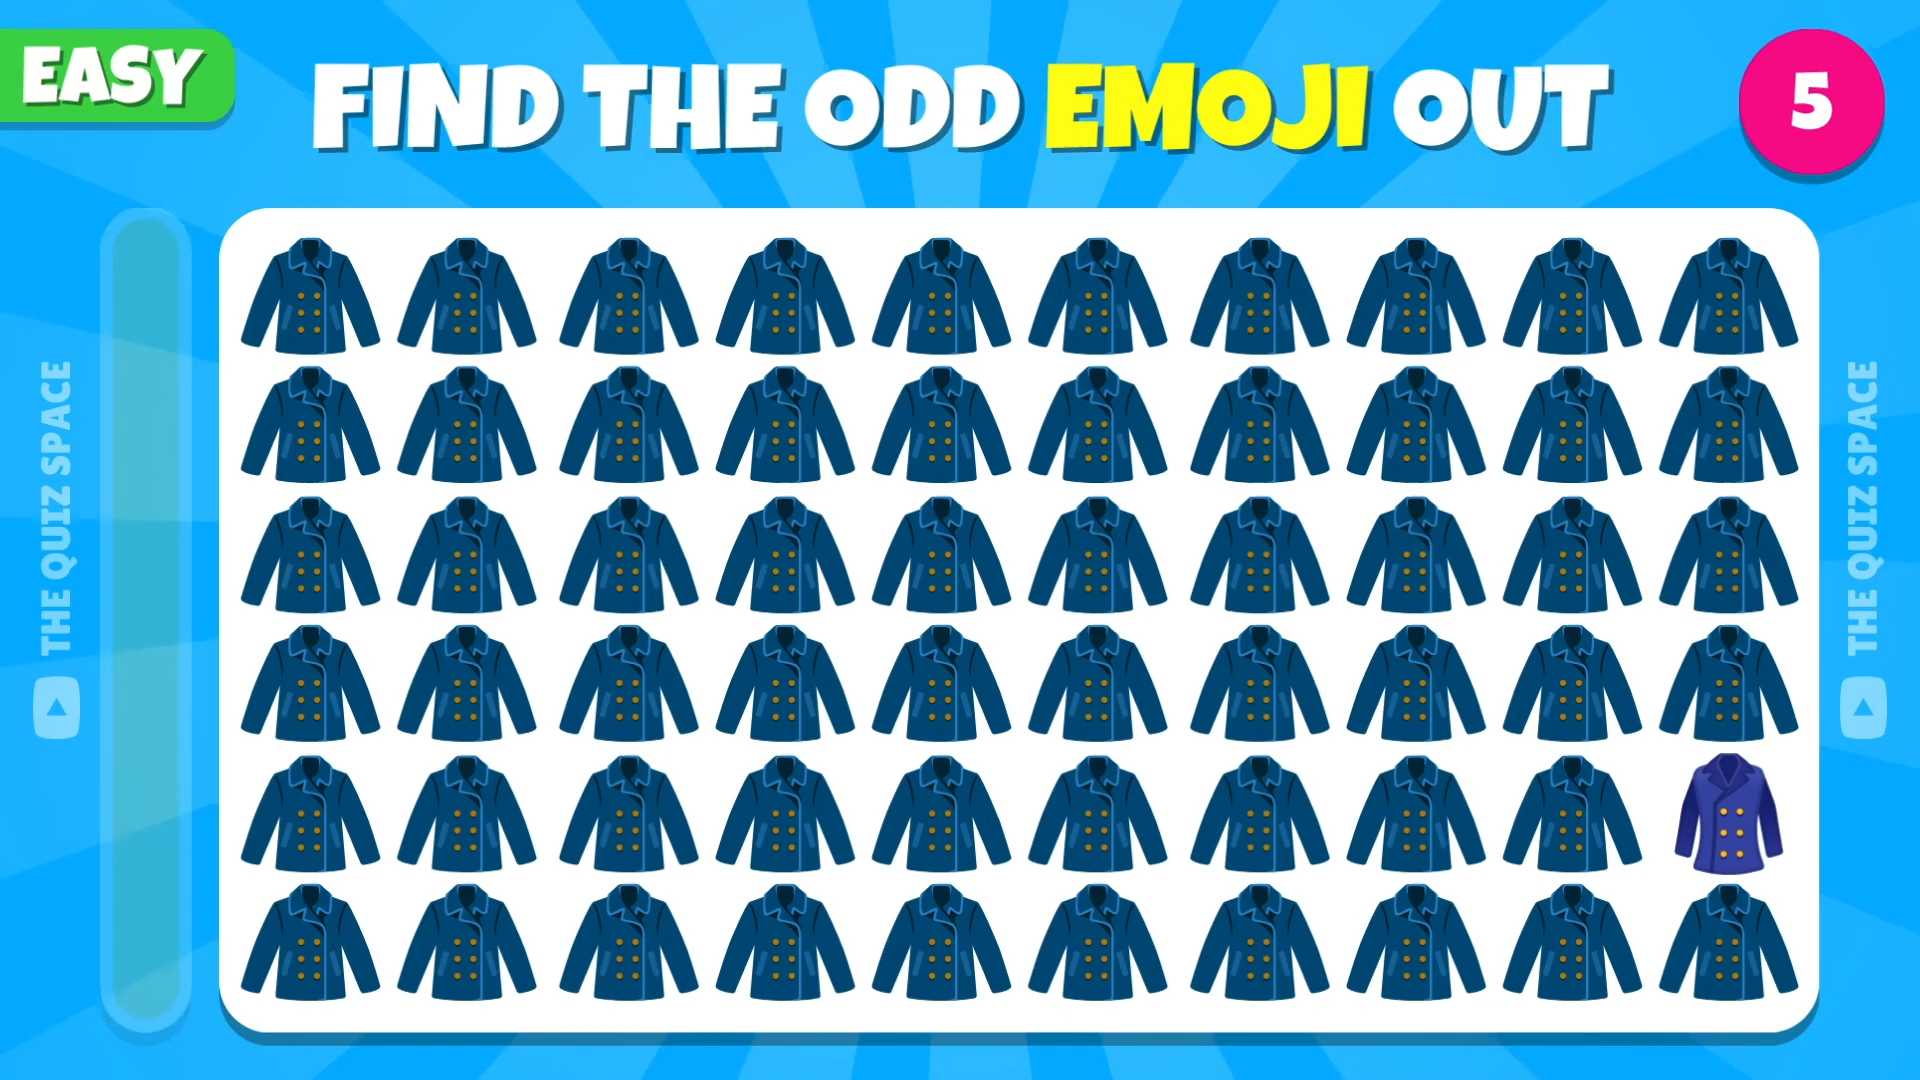 EASY
FIND THE ODD EMOJI OUT
5
THE QUIZ SPACE
THE QUIZ SPACE